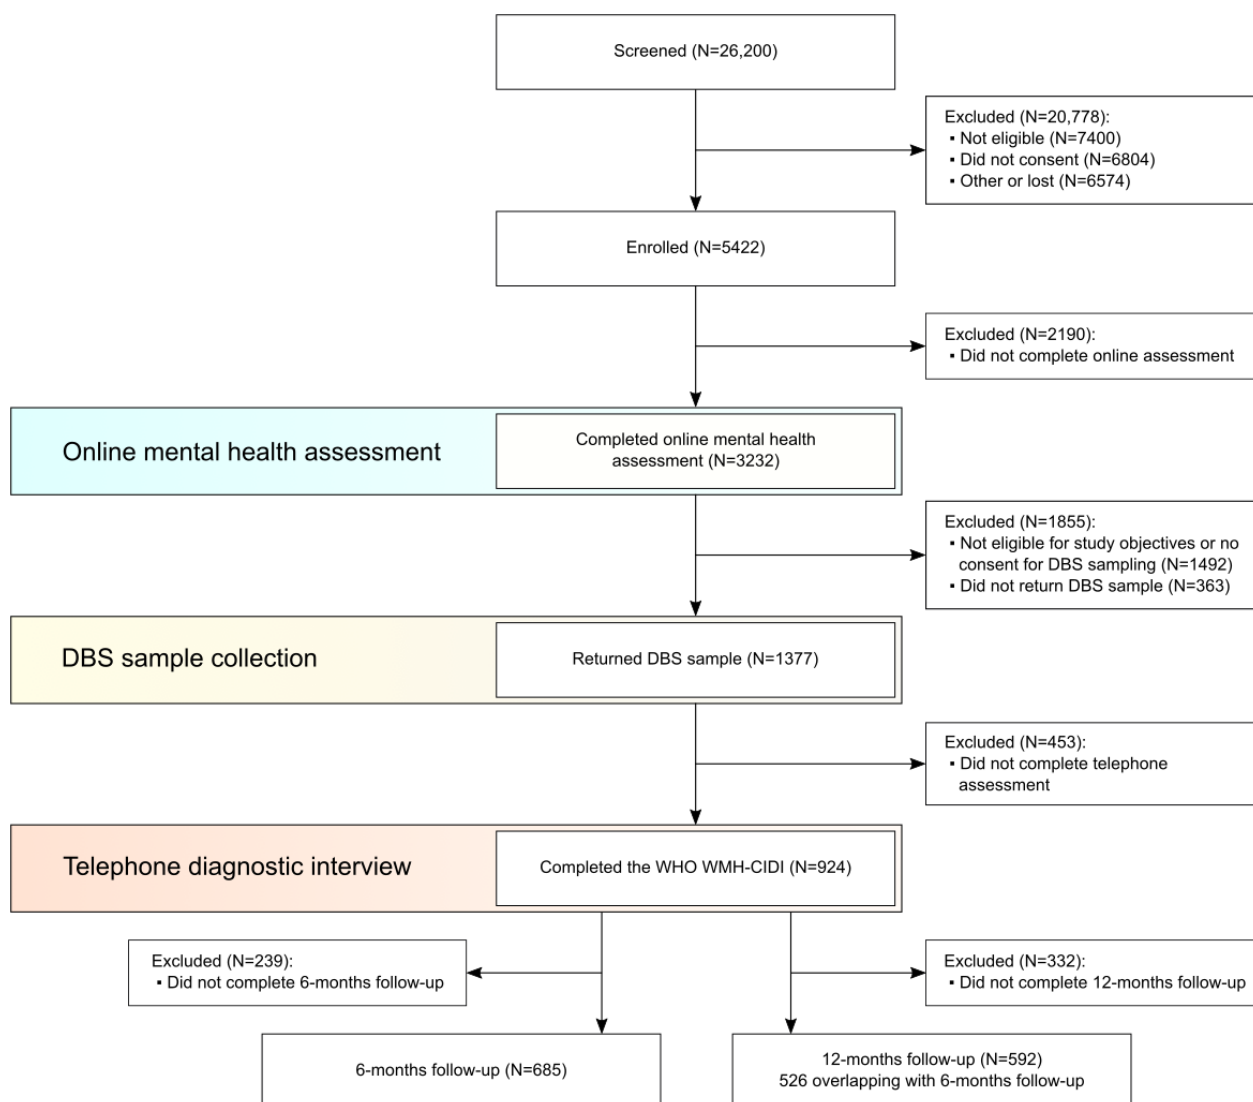 Screened (N=26,200)
Excluded (N=20,778):
▪ Not eligible (N=7400)
▪ Did not consent (N=6804)
▪ Other or lost (N=6574)
Enrolled (N=5422)
Excluded (N=2190):
▪ Did not complete online assessment
Online mental health assessment
Completed online mental health
assessment (N=3232)
Excluded (N=1855):
▪ Not eligible for study objectives or no
consent for DBS sampling (N=1492)
▪ Did not return DBS sample (N=363)
DBS sample collection
Returned DBS sample (N=1377)
Excluded (N=453):
▪ Did not complete telephone
assessment
Telephone diagnostic interview
Completed the WHO WMH-CIDI (N=924)
Excluded (N=239):
▪ Did not complete 6-months follow-up
Excluded (N=332):
▪ Did not complete 12-months follow-up
6-months follow-up (N=685)
12-months follow-up (N=592)
526 overlapping with 6-months follow-up